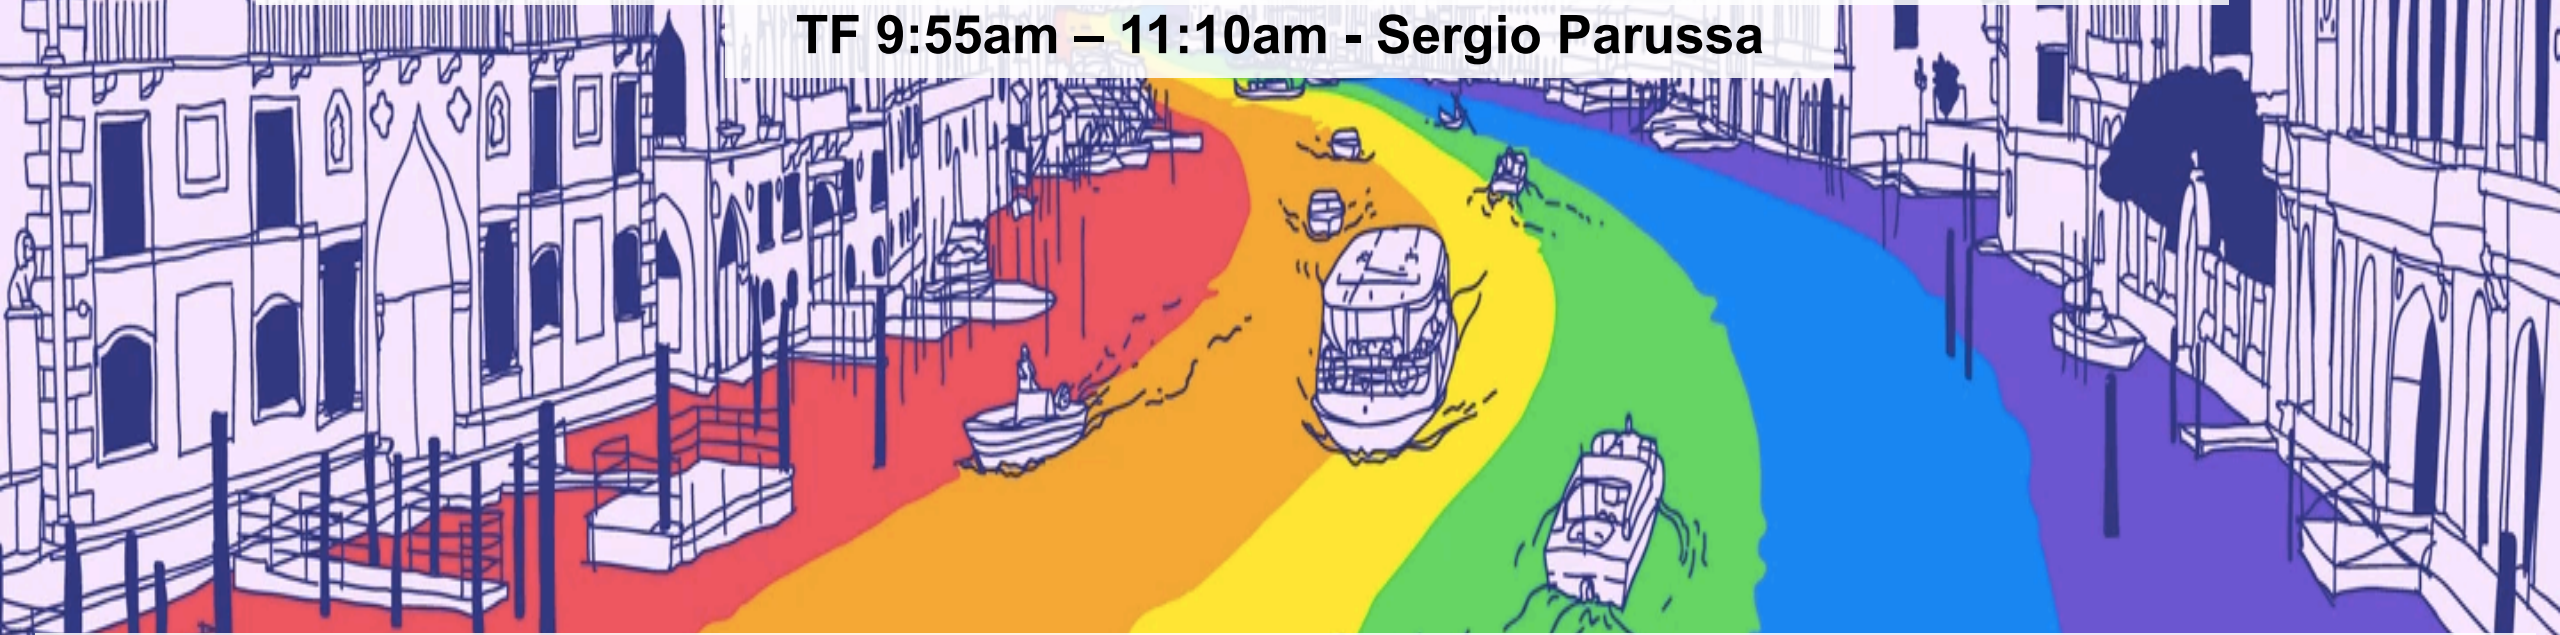 TF 9:55am – 11:10am - Sergio Parussa